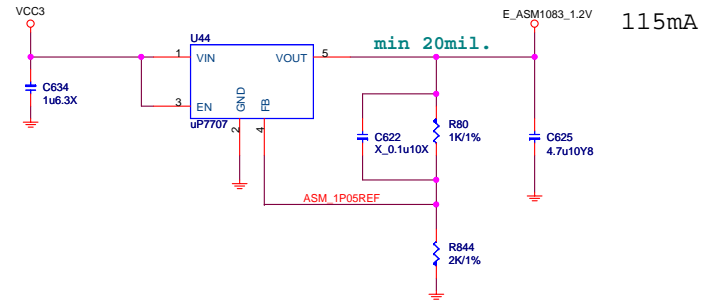 VCC3
E_ASM1083_1.2V
115mA
U44
min 20mil.
1
VIN
VOUT
5
C634
1u6.3X
3
EN
GND
FB
uP7707
2
4
C622
X_0.1u10X
R80
1K/1%
C625
4.7u10Y8
ASM_1P05REF
R844
2K/1%